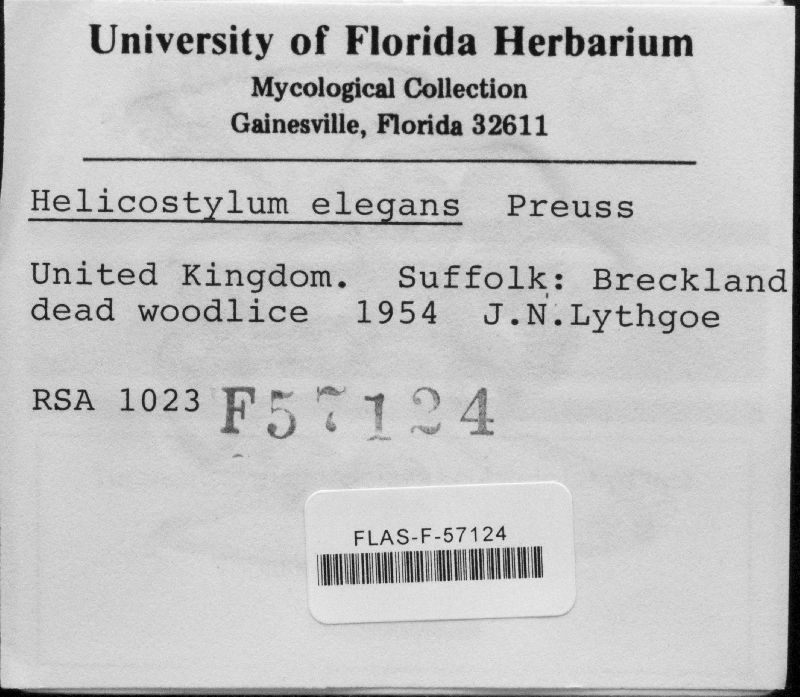 University of Florida Herbarium
Mycological Collection
Gainesville, Florida 32611
Helicostylum elegans Preuss
United Kingdom. Suffolk: Breckland
dead woodlice 1954 J.N.Lythgoe
RSA 1023 F57124
FLAS-F-57124